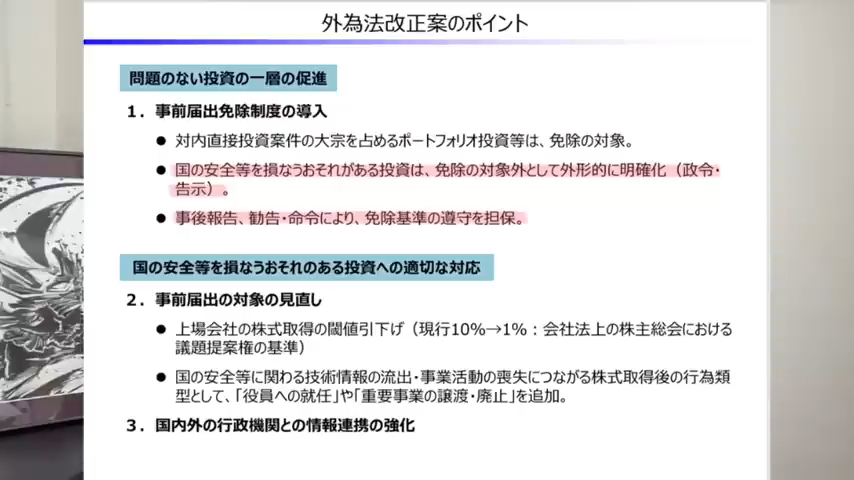 外為法改正案のポイント
問題のない投資の一層の促進
１．事前届出免除制度の導入
● 対内直接投資案件の大宗を占めるポートフォリオ投資等は、免除の対象。
● 国の安全等を損なうおそれがある投資は、免除の対象外として外形的に明確化（政令・
告示）。
● 事後報告、勧告・命令により、免除基準の遵守を担保。
国の安全等を損なうおそれのある投資への適切な対応
２．事前届出の対象の見直し
● 上場会社の株式取得の閾値引下げ（現行10%→1%：会社法上の株主総会における
議題提案権の基準）
● 国の安全等に関わる技術情報の流出・事業活動の喪失につながる株式取得後の行為類
型として、「役員への就任」や「重要事業の譲渡・廃止」を追加。
３．国内外の行政機関との情報連携の強化